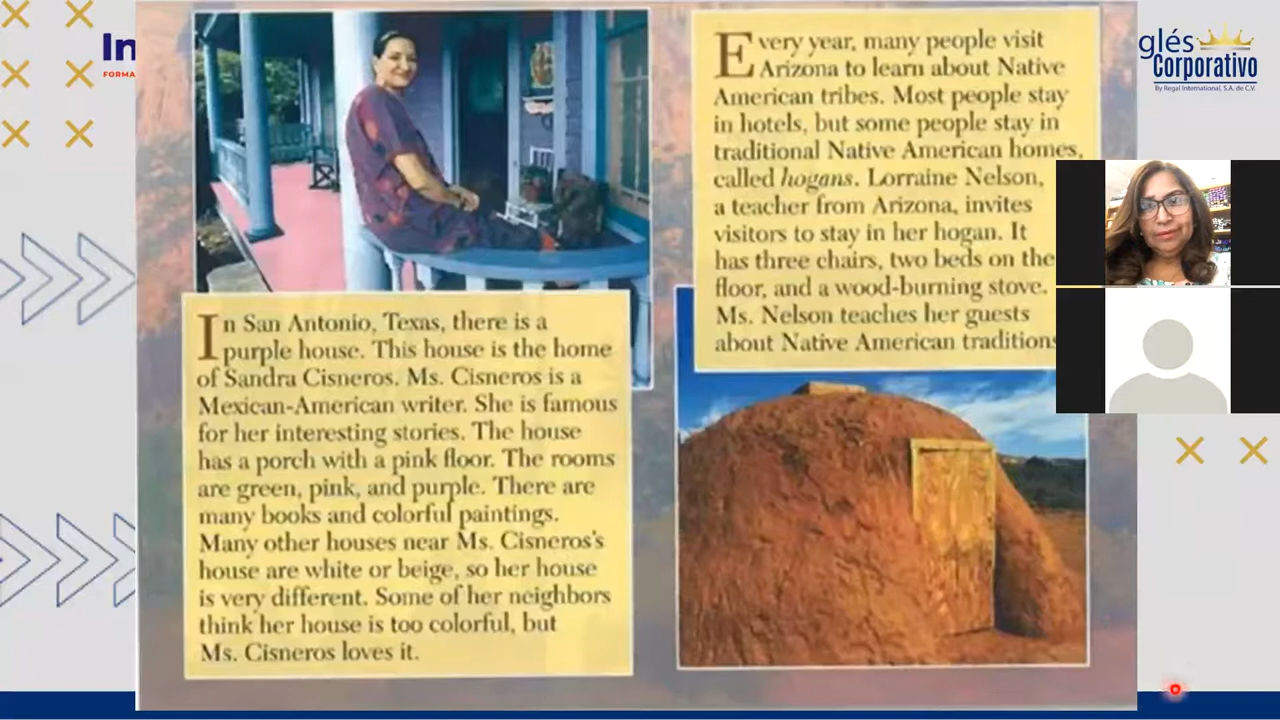 In
FORMA
glés
Corporativo
By Regal International, S.A. de C.V.
In San Antonio, Texas, there is a
purple house. This house is the home
of Sandra Cisneros. Ms. Cisneros is a
Mexican-American writer. She is famous
for her interesting stories. The house
has a porch with a pink floor. The rooms
are green, pink, and purple. There are
many books and colorful paintings.
Many other houses near Ms. Cisneros's
house are white or beige, so her house
is very different. Some of her neighbors
think her house is too colorful, but
Ms. Cisneros loves it.
Every year, many people visit
Arizona to learn about Native
American tribes. Most people stay
in hotels, but some people stay in
traditional Native American homes,
called hogans. Lorraine Nelson,
a teacher from Arizona, invites
visitors to stay in her hogan. It
has three chairs, two beds on the
floor, and a wood-burning stove.
Ms. Nelson teaches her guests
about Native American traditions